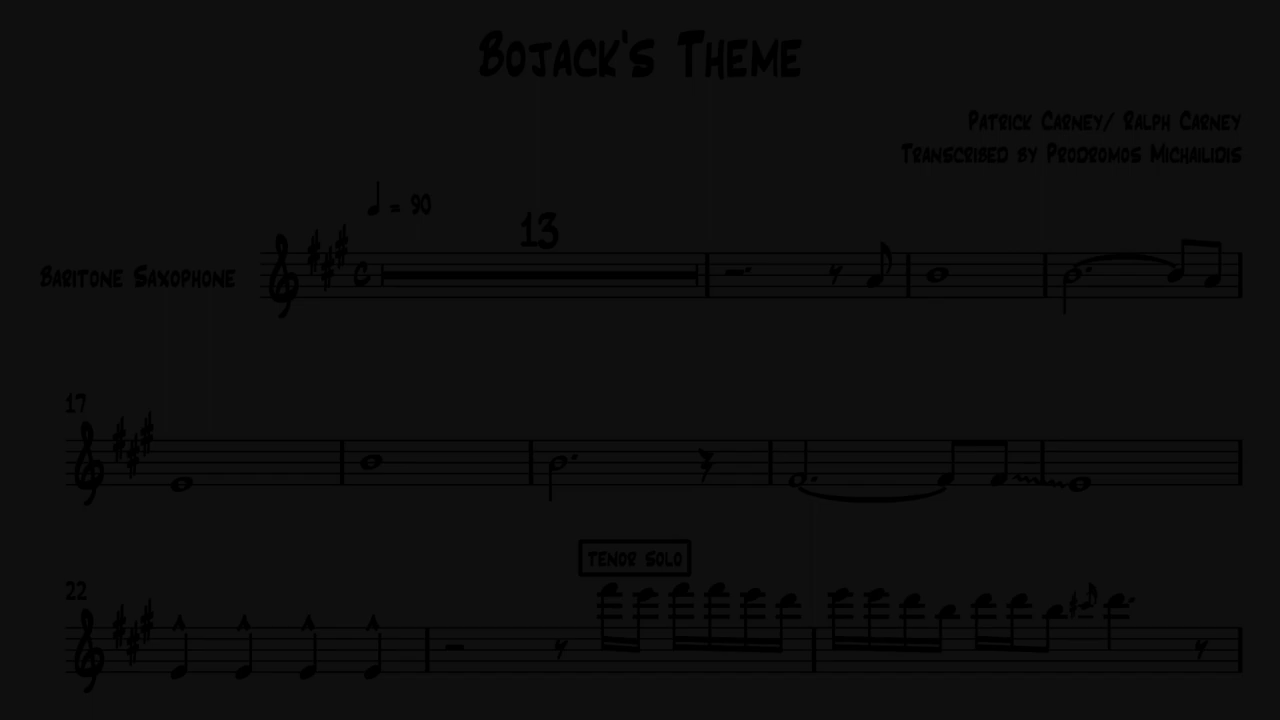 Bojack's Theme
Patrick Carney/ Ralph Carney
Transcribed by Prodromos Michailidis
= 90
13
Baritone Saxophone
17
Tenor Solo
22